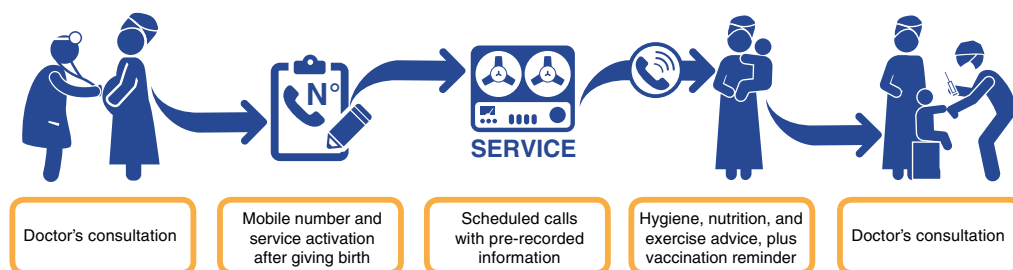 N°
SERVICE
Doctor's consultation
Mobile number and
service activation
after giving birth
Scheduled calls
with pre-recorded
information
Hygiene, nutrition, and
exercise advice, plus
vaccination reminder
Doctor's consultation